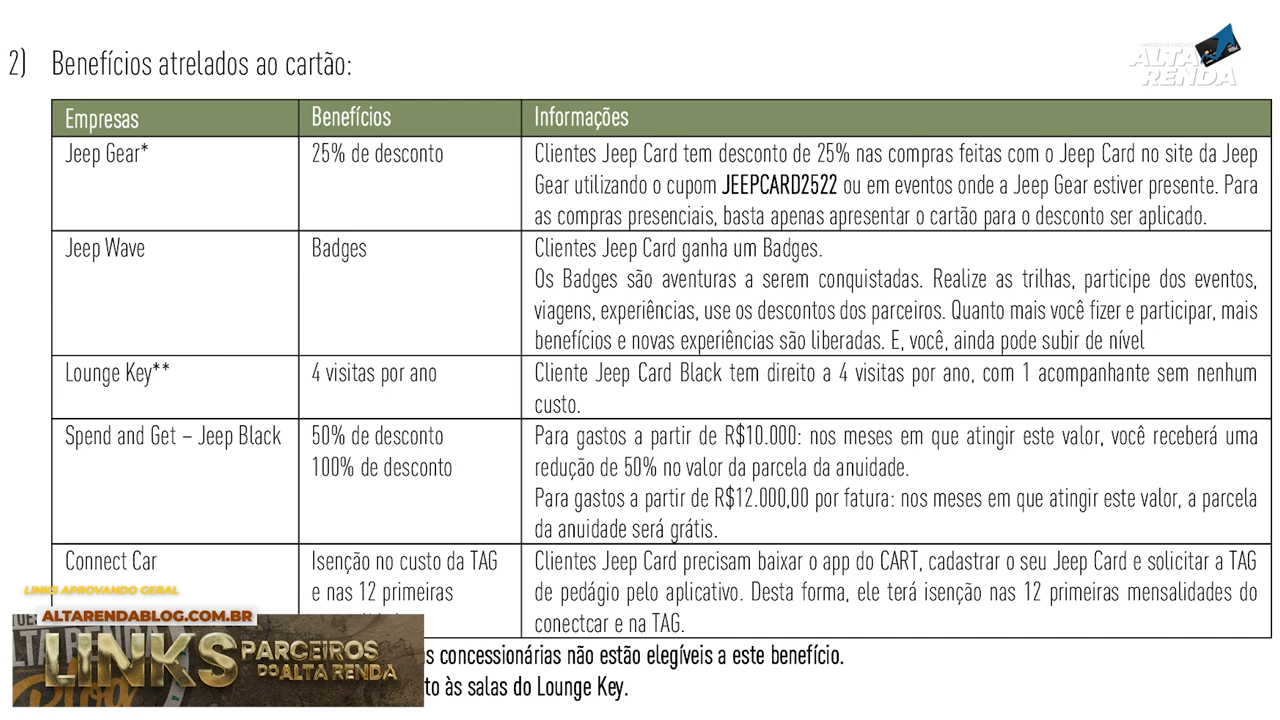 ALTA
RENDA
2) Benefícios atrelados ao cartão:
Empresas Benefícios Informações
Jeep Gear* 25% de desconto Clientes Jeep Card tem desconto de 25% nas compras feitas com o Jeep Card no site da Jeep
Gear utilizando o cupom JEEPCARD2522 ou em eventos onde a Jeep Gear estiver presente. Para
as compras presenciais, basta apenas apresentar o cartão para o desconto ser aplicado.
Jeep Wave Badges Clientes Jeep Card ganha um Badges.
Os Badges são aventuras a serem conquistadas. Realize as trilhas, participe dos eventos,
viagens, experiências, use os descontos dos parceiros. Quanto mais você fizer e participar, mais
benefícios e novas experiências são liberadas. E, você, ainda pode subir de nível
Lounge Key** 4 visitas por ano Cliente Jeep Card Black tem direito a 4 visitas por ano, com 1 acompanhante sem nenhum
custo.
Spend and Get – Jeep Black 50% de desconto Para gastos a partir de R$10.000: nos meses em que atingir este valor, você receberá uma
100% de desconto redução de 50% no valor da parcela da anuidade.
Para gastos a partir de R$12.000,00 por fatura: nos meses em que atingir este valor, a parcela
da anuidade será grátis.
Connect Car Isenção no custo da TAG Clientes Jeep Card precisam baixar o app do CART, cadastrar o seu Jeep Card e solicitar a TAG
e nas 12 primeiras de pedágio pelo aplicativo. Desta forma, ele terá isenção nas 12 primeiras mensalidades do
conectcar e na TAG.
LINKS APROVANDO GERAL
ALTARENDABLOG.COM.BR
LINKS PARCEIROS
DO ALTA RENDA
Blog
concessionárias não estão elegíveis a este benefício.
às salas do Lounge Key.